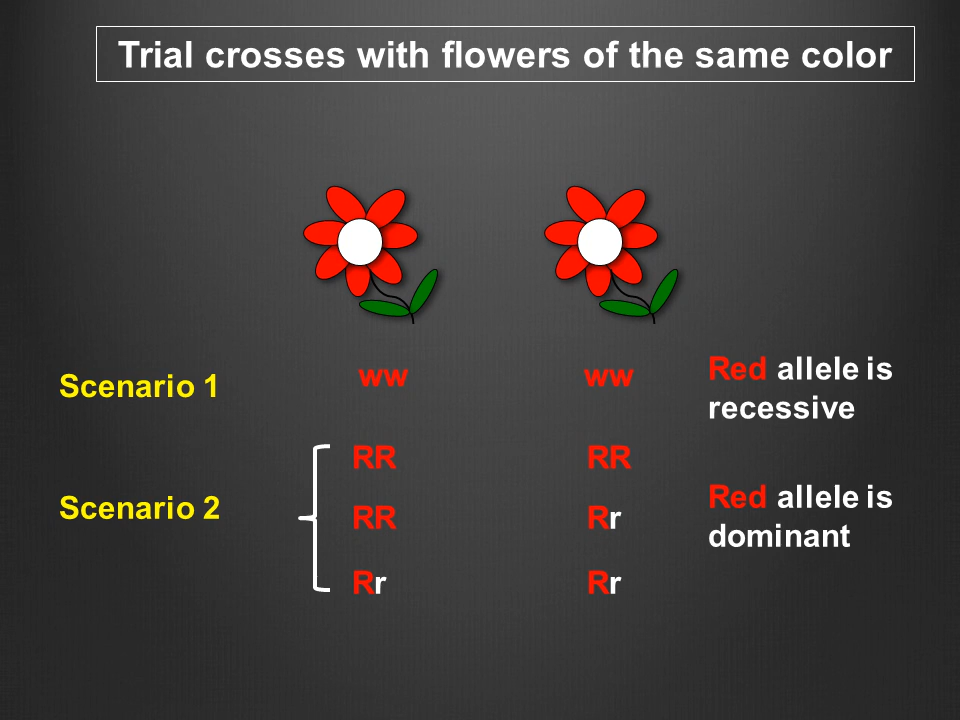 Trial crosses with flowers of the same color
Scenario 1
ww ww
Red allele is
recessive
RR RR
Scenario 2
RR Rr
Red allele is
dominant
Rr Rr